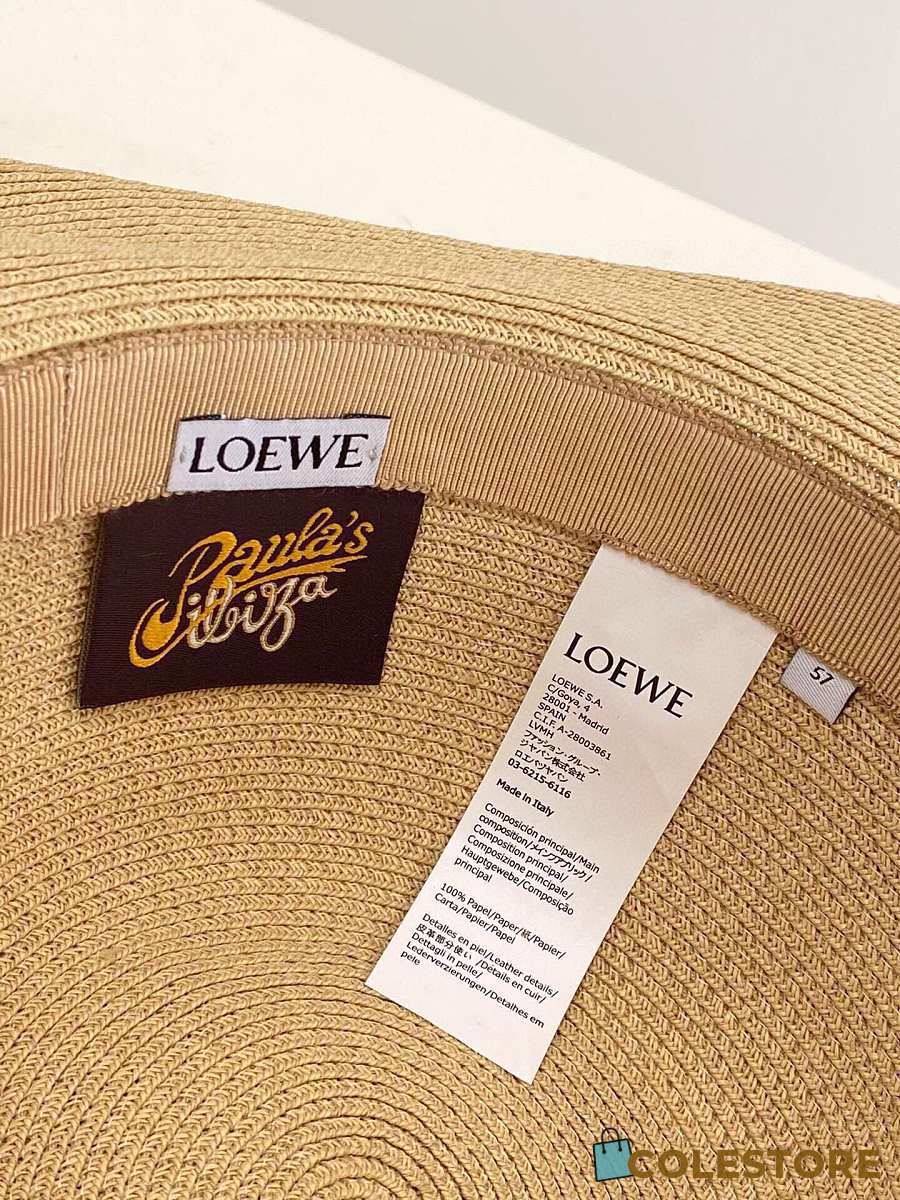 LOEWE
Paula's
ibiza
LOEWE
LOEWE S.A.
C/Goya, 4
28001 - Madrid
SPAIN
C.I.F. A-28003861
LVMH
ファッション・グループ・
ジャパン株式会社
ロエベジャパン
03-6215-6116
Made in Italy
Composición principal/Main
composition/メインファブリック/
Composition principal/
Composizione principale/
Hauptgewebe/Composição
principal
100% Papel/Paper/紙/Papier/
Carta/Papier/Papel
Detalles en piel/Leather details/
皮革部分使い /Details en cuir/
Dettagli in pelle/
Lederverzierungen/Detalhes em
pele
57
COLESTORE